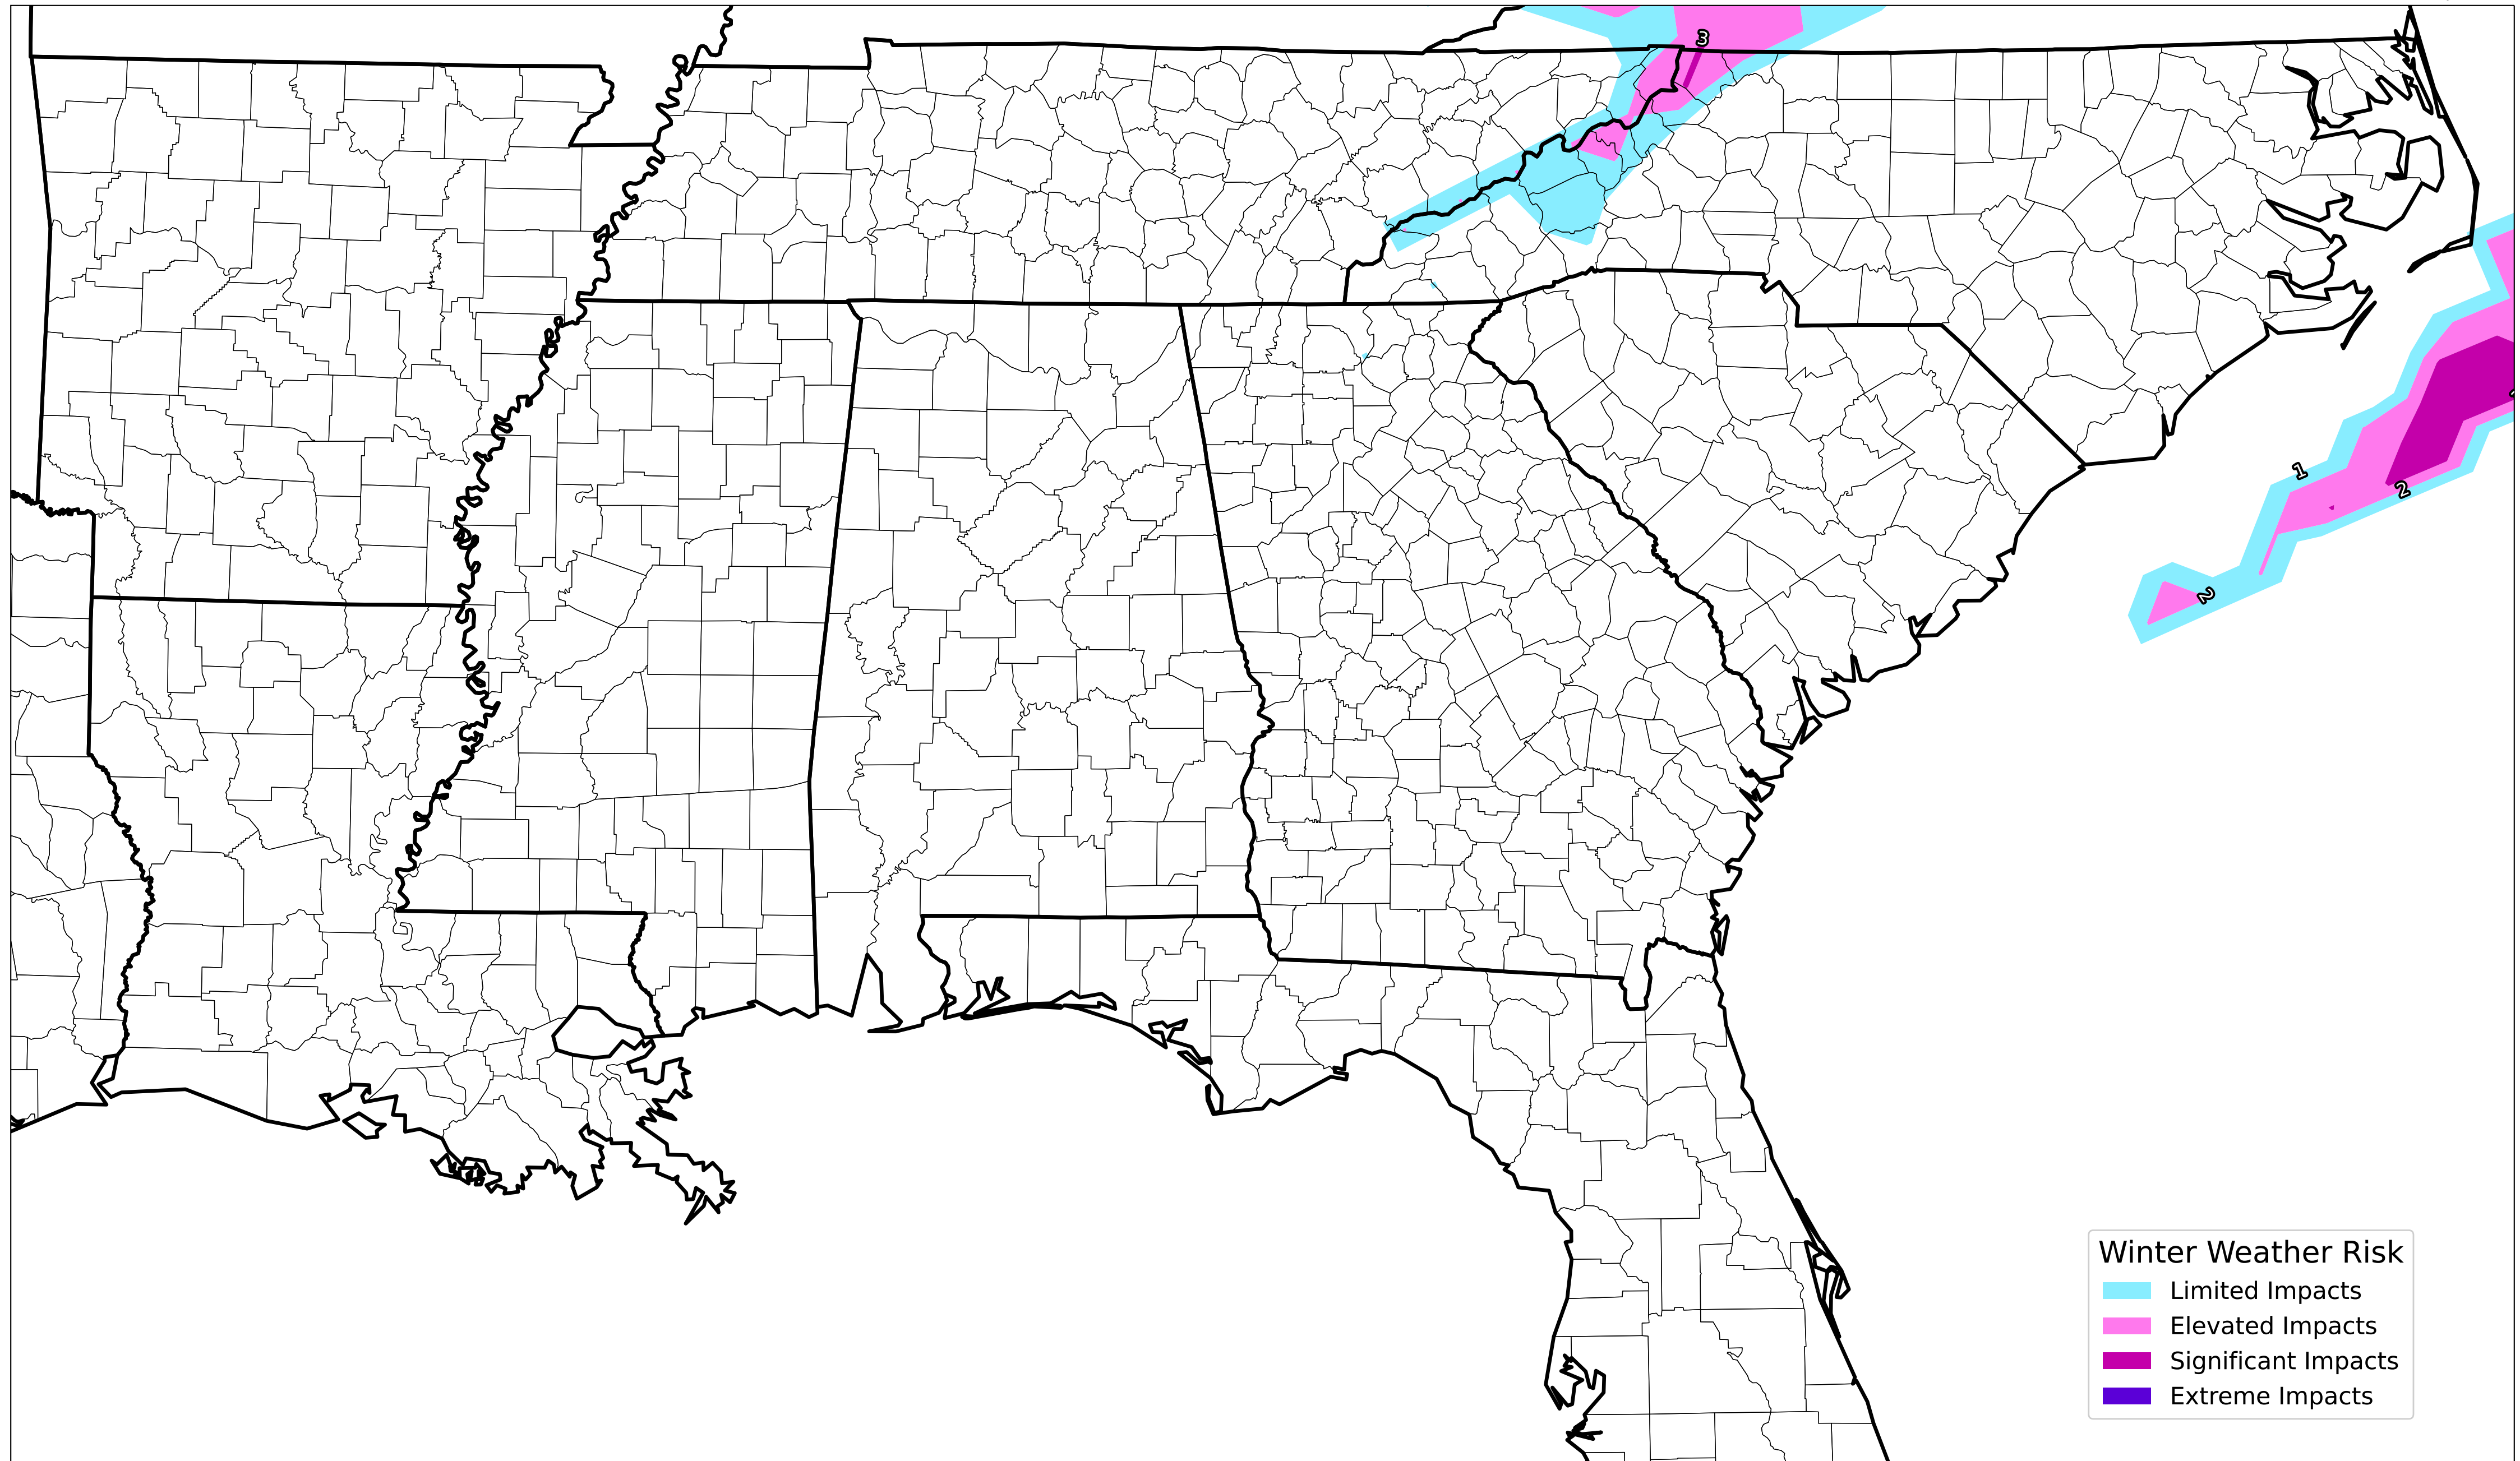 3
1
2
2
Winter Weather Risk
Limited Impacts
Elevated Impacts
Significant Impacts
Extreme Impacts